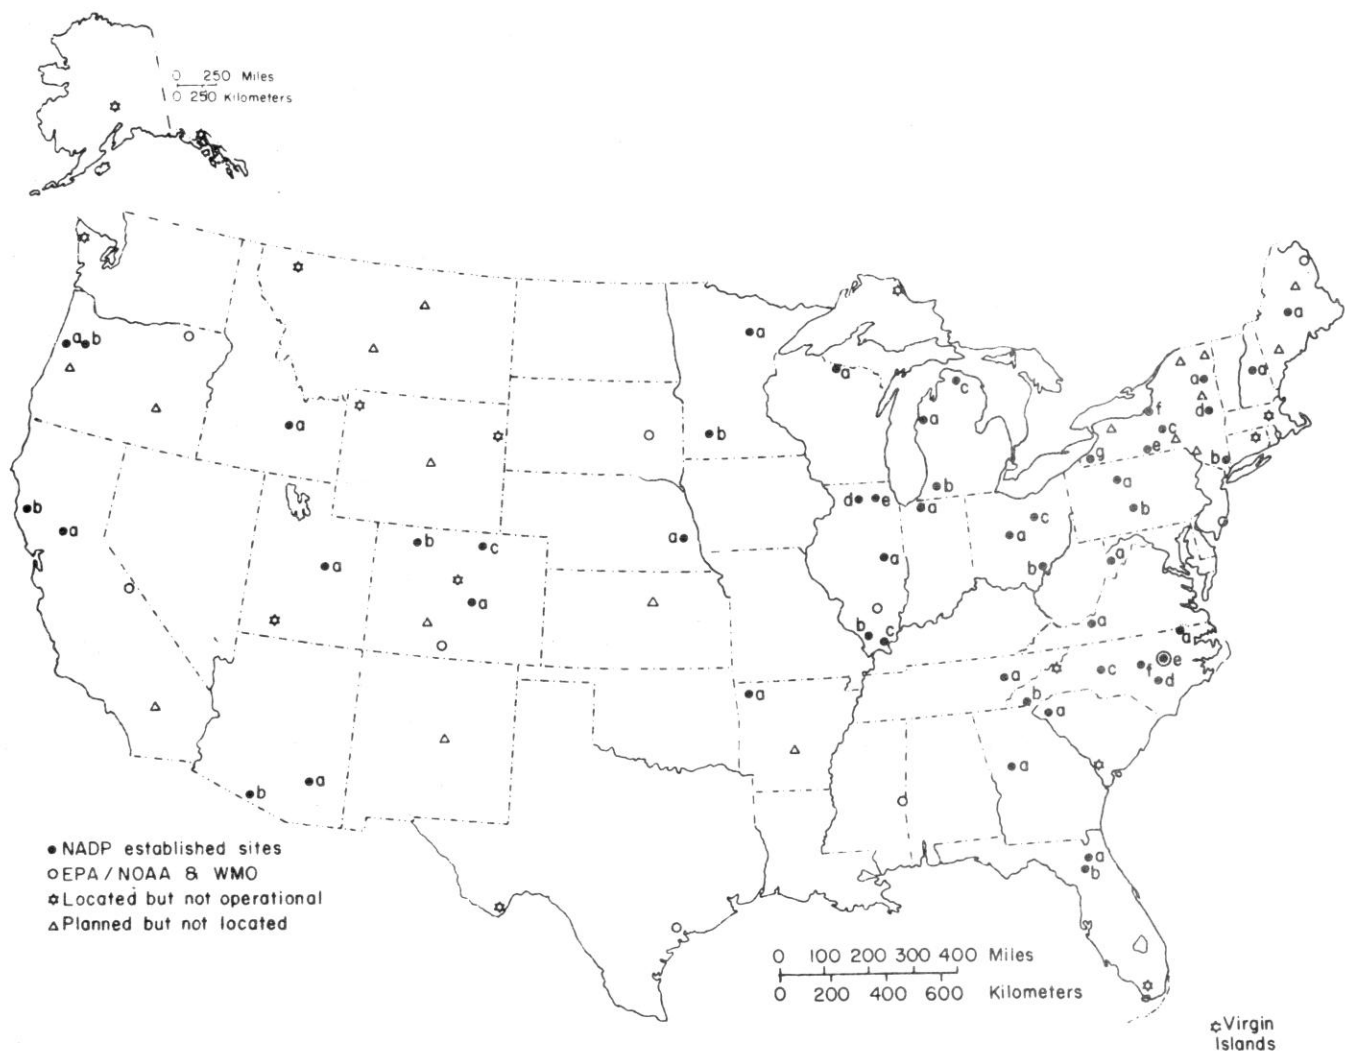 0 250 Miles
0 250 Kilometers
a
a b
a
c
a
a
a
f
d
a
b
a
c
e
g
b
a
b
d e
b
a
b
c
a
b
a
b c
a
a
a
b
a
a
b
c
a
a
e
a
c
f
d
b
a
a
a
b
a
a
b
NADP established sites
EPA/NOAA & WMO
Located but not operational
Planned but not located
0 100 200 300 400 Miles
0 200 400 600 Kilometers
Virgin
Islands